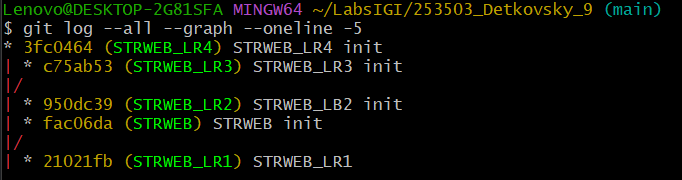 Lenovo@DESKTOP-2G81SFA MINGW64 ~/LabsIGI/253503_Detkovsky_9 (main)
$ git log --all --graph --oneline -5
* 3fc0464 (STRWEB_LR4) STRWEB_LR4 init
| * c75ab53 (STRWEB_LR3) STRWEB_LR3 init
|/
| * 950dc39 (STRWEB_LR2) STRWEB_LB2 init
| * fac06da (STRWEB) STRWEB init
|/
| * 21021fb (STRWEB_LR1) STRWEB_LR1